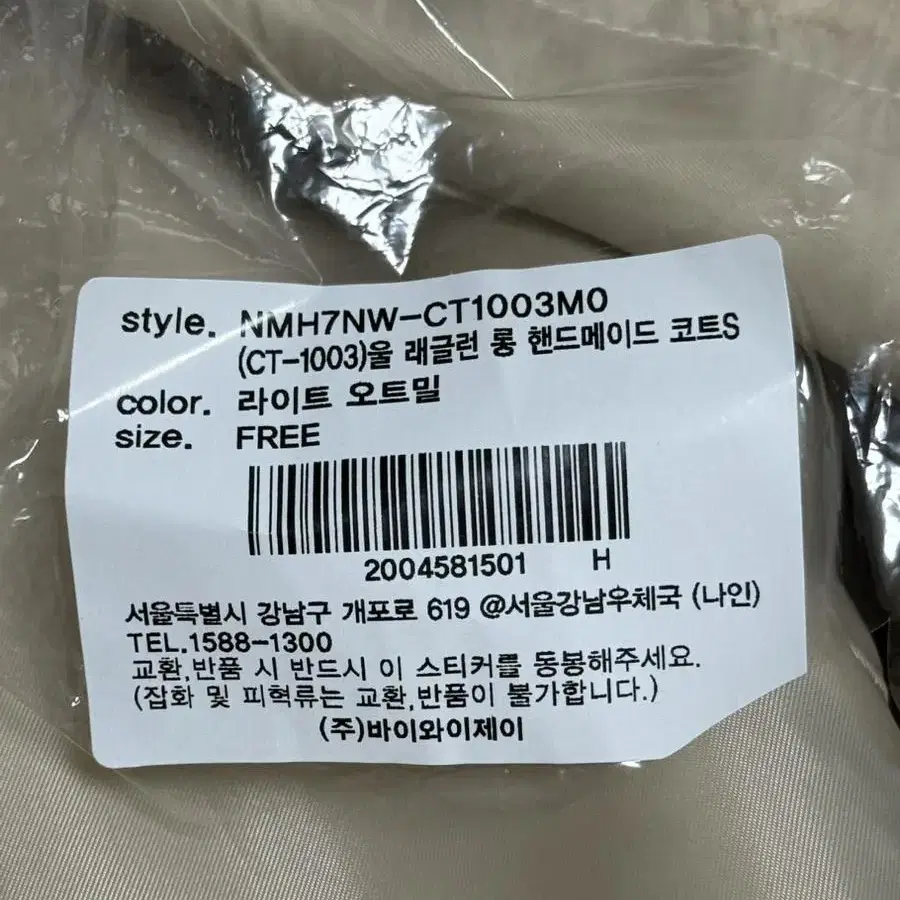 style. NMH7NW-CT1003MO
(CT-1003)울 래글런 롱 핸드메이드 코트S
color. 라이트 오트밀
size. FREE
2004581501 H
서울특별시 강남구 개포로 619 @서울강남우체국 (나인)
TEL.1588-1300
교환,반품 시 반드시 이 스티커를 동봉해주세요.
(잡화 및 피혁류는 교환,반품이 불가합니다.)
(주)바이와이제이